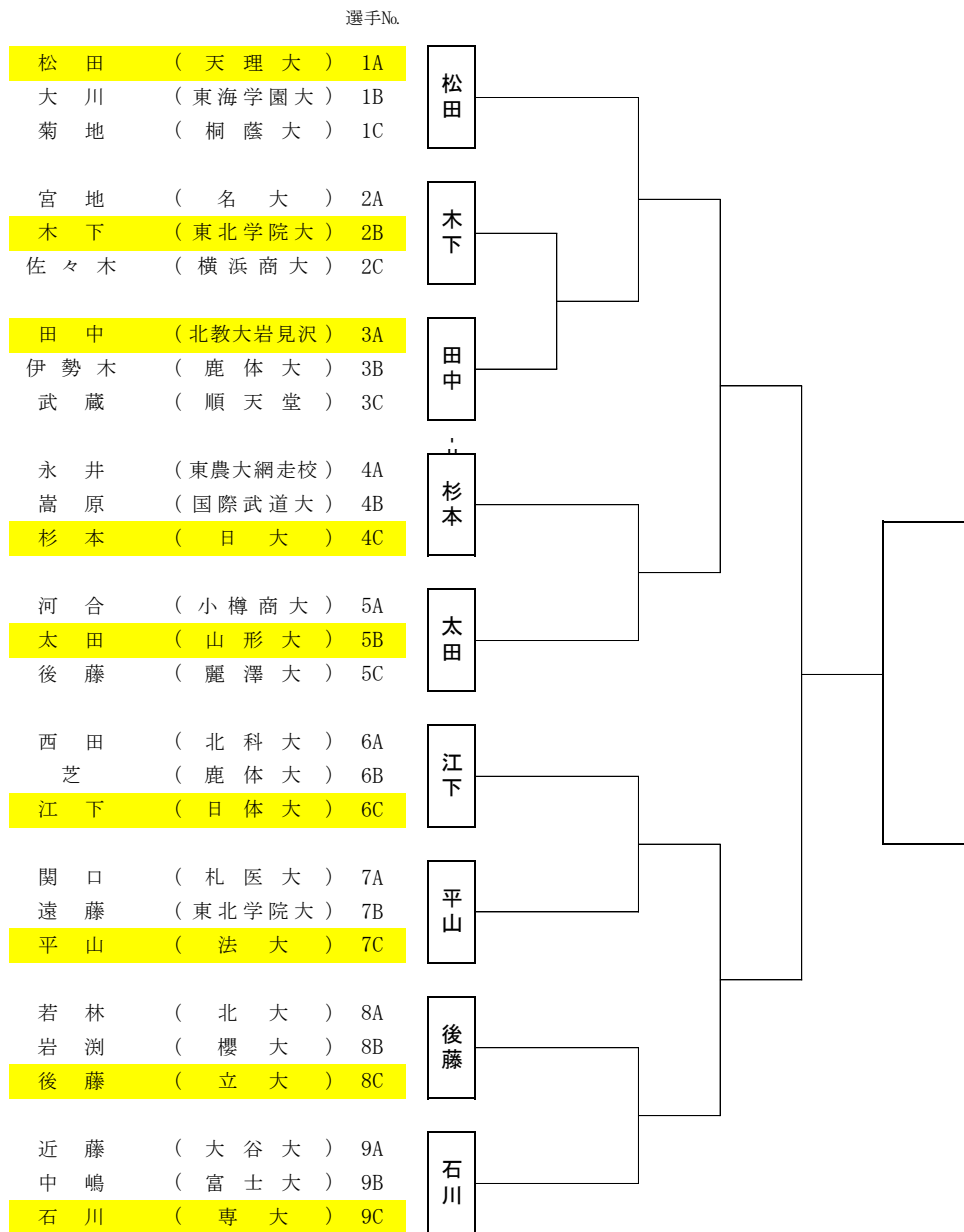 選手№
松田 (天理大) 1A
大川 (東海学園大) 1B
菊地 (桐蔭大) 1C
松田
宮地 (名大) 2A
木下 (東北学院大) 2B
佐々木 (横浜商大) 2C
木下
田中 (北教大岩見沢) 3A
伊勢木 (鹿体大) 3B
武蔵 (順天堂) 3C
田中
永井 (東農大網走校) 4A
嵩原 (国際武道大) 4B
杉本 (日大) 4C
杉本
河合 (小樽商大) 5A
太田 (山形大) 5B
後藤 (麗澤大) 5C
太田
西田 (北科大) 6A
芝 (鹿体大) 6B
江下 (日体大) 6C
江下
関口 (札医大) 7A
遠藤 (東北学院大) 7B
平山 (法大) 7C
平山
若林 (北大) 8A
岩渕 (櫻大) 8B
後藤 (立大) 8C
後藤
近藤 (大谷大) 9A
中嶋 (富士大) 9B
石川 (専大) 9C
石川